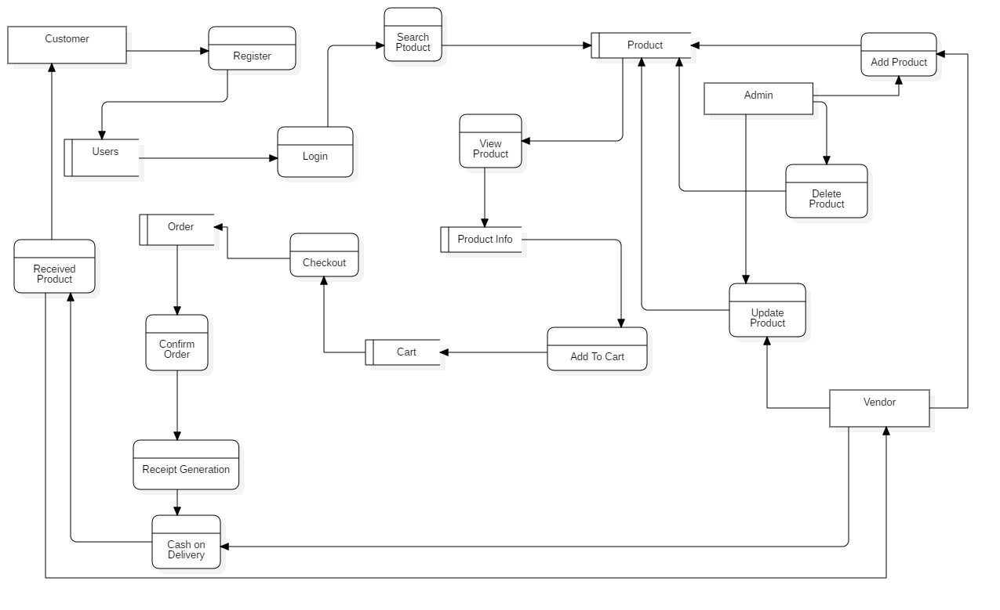 Customer
Register
Search
Ptoduct
Product
Add Product
Admin
Users
Login
View
Product
Delete
Product
Order
Checkout
Product Info
Received
Product
Confirm
Order
Cart
Add To Cart
Update
Product
Vendor
Receipt Generation
Cash on
Delivery